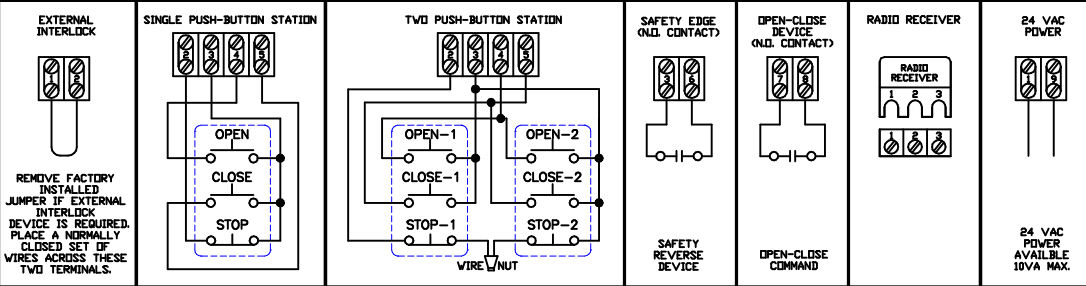 EXTERNAL
INTERLOCK
1 2
REMOVE FACTORY
INSTALLED
JUMPER IF EXTERNAL
INTERLOCK
DEVICE IS REQUIRED.
PLACE A NORMALLY
CLOSED SET OF
WIRES ACROSS THESE
TWO TERMINALS.
SINGLE PUSH-BUTTON STATION
2 3 4 5
OPEN
CLOSE
STOP
TWO PUSH-BUTTON STATION
2 3 4 5
OPEN-1 OPEN-2
CLOSE-1 CLOSE-2
STOP-1 STOP-2
WIRE NUT
SAFETY EDGE
(N.O. CONTACT)
3 6
SAFETY
REVERSE
DEVICE
OPEN-CLOSE
DEVICE
(N.O. CONTACT)
7 8
OPEN-CLOSE
COMMAND
RADIO RECEIVER
RADIO
RECEIVER
1 2 3
1 2 3
24 VAC
POWER
1 9
24 VAC
POWER
AVAILBLE
10VA MAX.